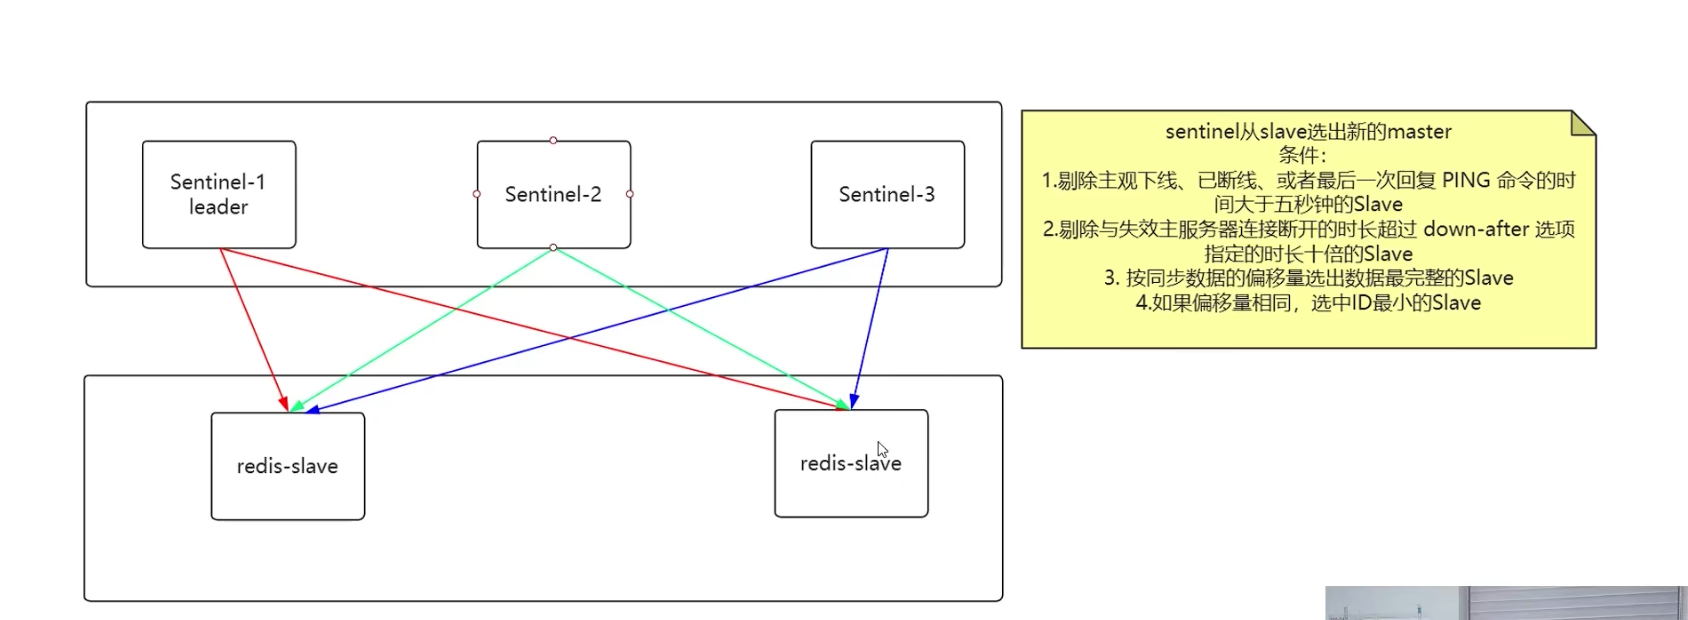 Sentinel-1
leader
Sentinel-2
Sentinel-3
redis-slave
redis-slave
sentinel从slave选出新的master
条件：
1.剔除主观下线、已断线、或者最后一次回复 PING 命令的时
间大于五秒钟的Slave
2.剔除与失效主服务器连接断开的时长超过 down-after 选项
指定的时长十倍的Slave
3. 按同步数据的偏移量选出数据最完整的Slave
4.如果偏移量相同，选中ID最小的Slave